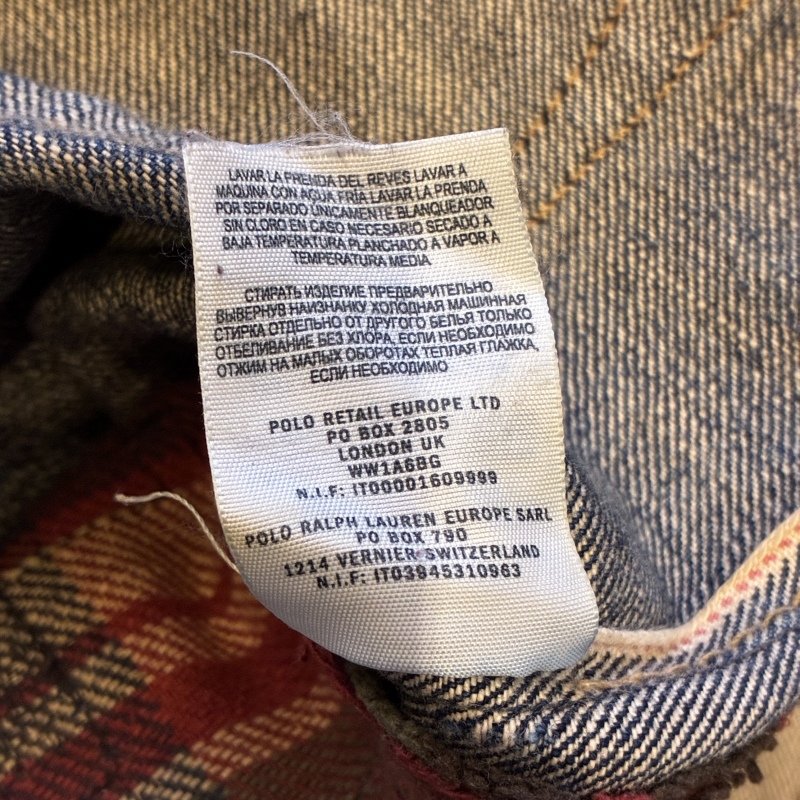 LAVAR LA PRENDA DEL REVES LAVAR A
MAQUINA CON AGUA FRÍA LAVAR LA PRENDA
POR SEPARADO ÚNICAMENTE BLANQUEADOR
SIN CLORO EN CASO NECESARIO SECADO A
BAJA TEMPERATURA PLANCHADO A VAPOR A
TEMPERATURA MEDIA
СТИРАТЬ ИЗДЕЛИЕ ПРЕДВАРИТЕЛЬНО
ВЫВЕРНУВ НАИЗНАНКУ ХОЛОДНАЯ МАШИННАЯ
СТИРКА ОТДЕЛЬНО ОТ ДРУГОГО БЕЛЬЯ ТОЛЬКО
ОТБЕЛИВАНИЕ БЕЗ ХЛОРА, ЕСЛИ НЕОБХОДИМО
ОТЖИМ НА МАЛЫХ ОБОРОТАХ ТЕПЛАЯ ГЛАЖКА,
ЕСЛИ НЕОБХОДИМО
POLO RETAIL EUROPE LTD
PO BOX 2805
LONDON UK
WW1A6BG
N.I.F: IT00001609999
POLO RALPH LAUREN EUROPE SARL
PO BOX 790
1214 VERNIER SWITZERLAND
N.I.F: IT03945310963